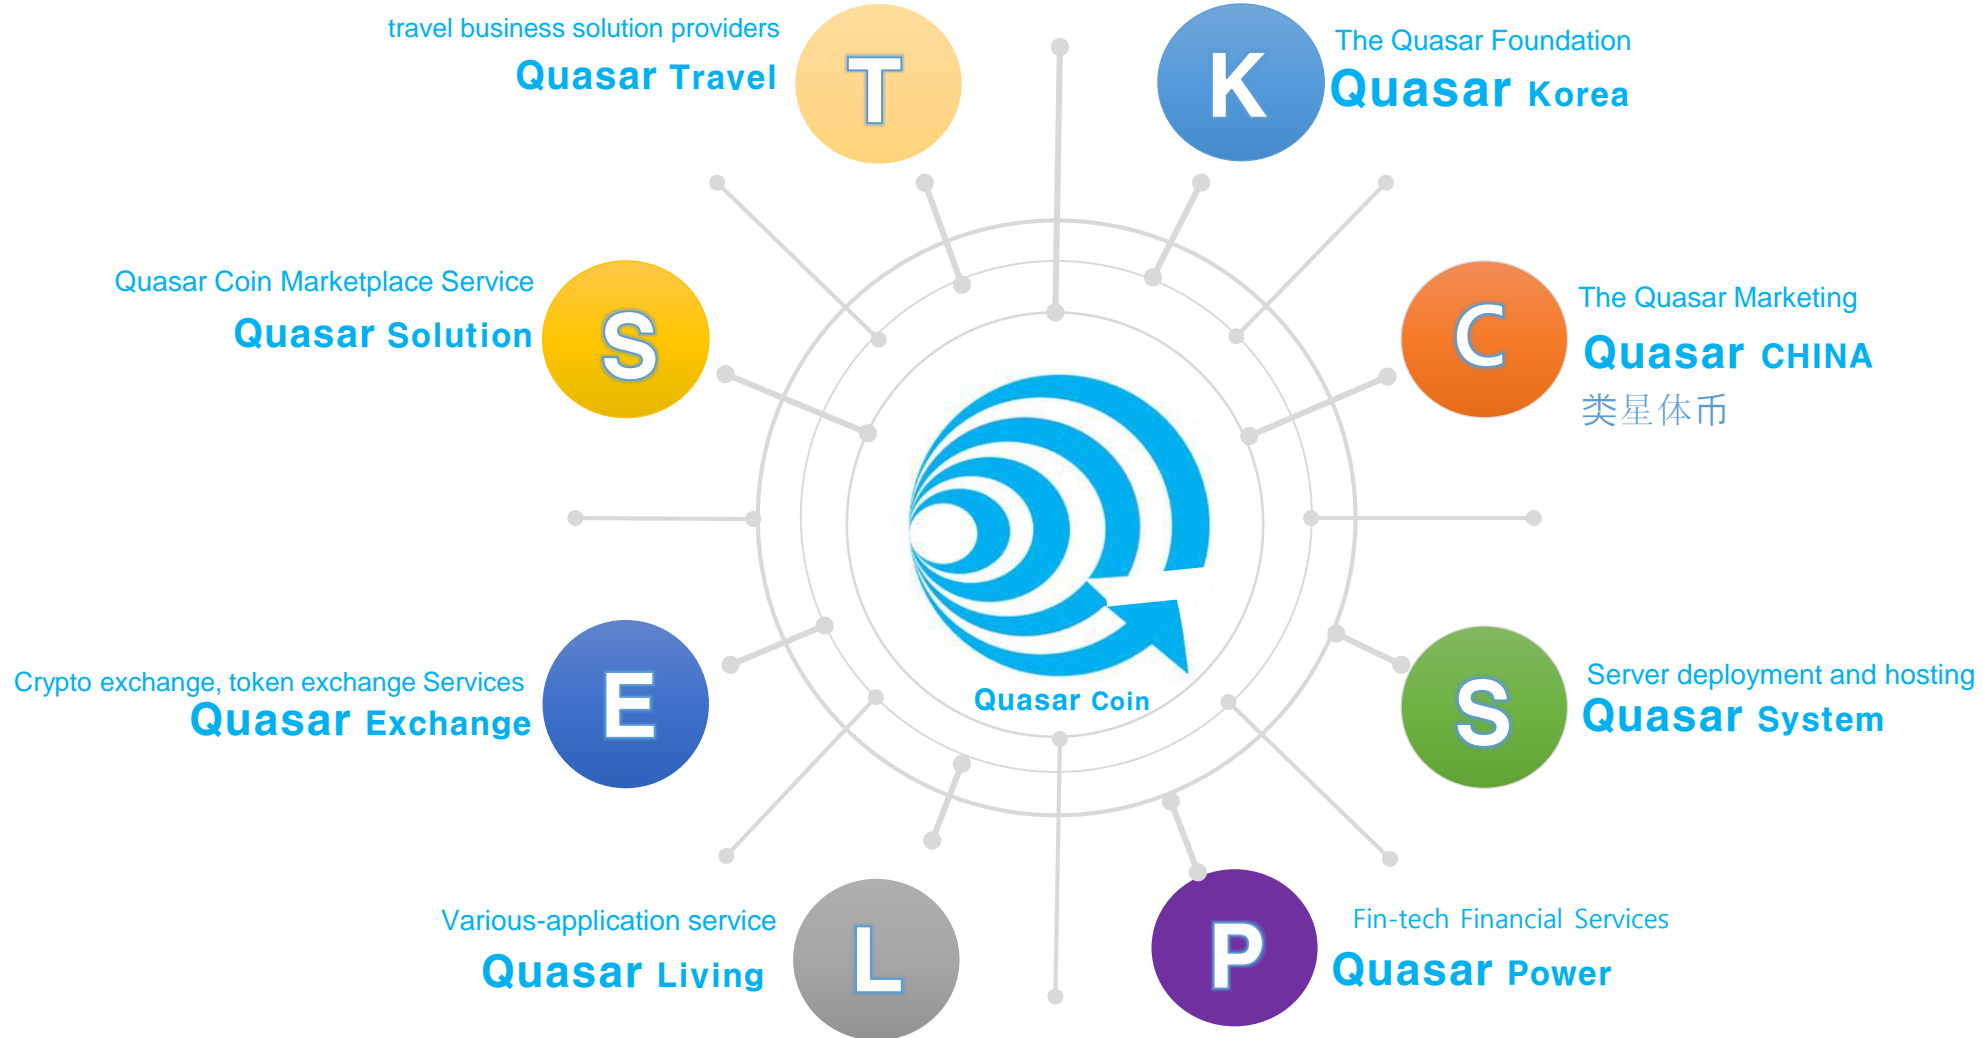 travel business solution providers
Quasar Travel
T
K
The Quasar Foundation
Quasar Korea
Quasar Coin Marketplace Service
Quasar Solution
S
C
The Quasar Marketing
Quasar CHINA
类星体币
Crypto exchange, token exchange Services
Quasar Exchange
E
Quasar Coin
S
Server deployment and hosting
Quasar System
Various-application service
Quasar Living
L
P
Fin-tech Financial Services
Quasar Power